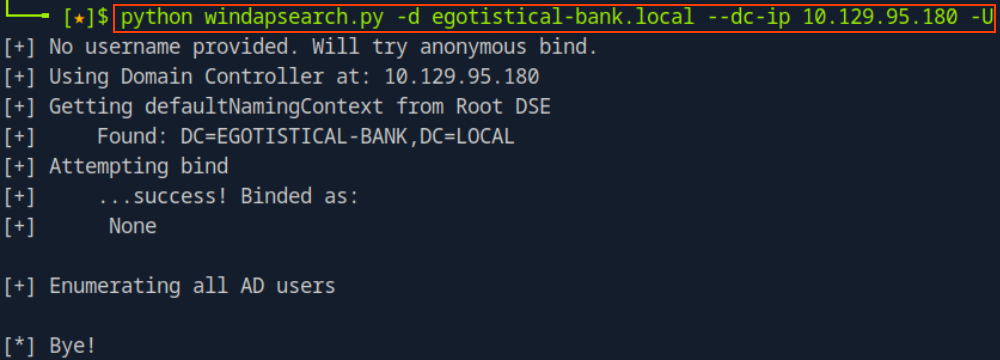 [★]$ python windapsearch.py -d egotistical-bank.local --dc-ip 10.129.95.180 -U
[+] No username provided. Will try anonymous bind.
[+] Using Domain Controller at: 10.129.95.180
[+] Getting defaultNamingContext from Root DSE
[+]     Found: DC=EGOTISTICAL-BANK,DC=LOCAL
[+] Attempting bind
[+]     ...success! Binded as:
[+]      None
[+] Enumerating all AD users
[*] Bye!